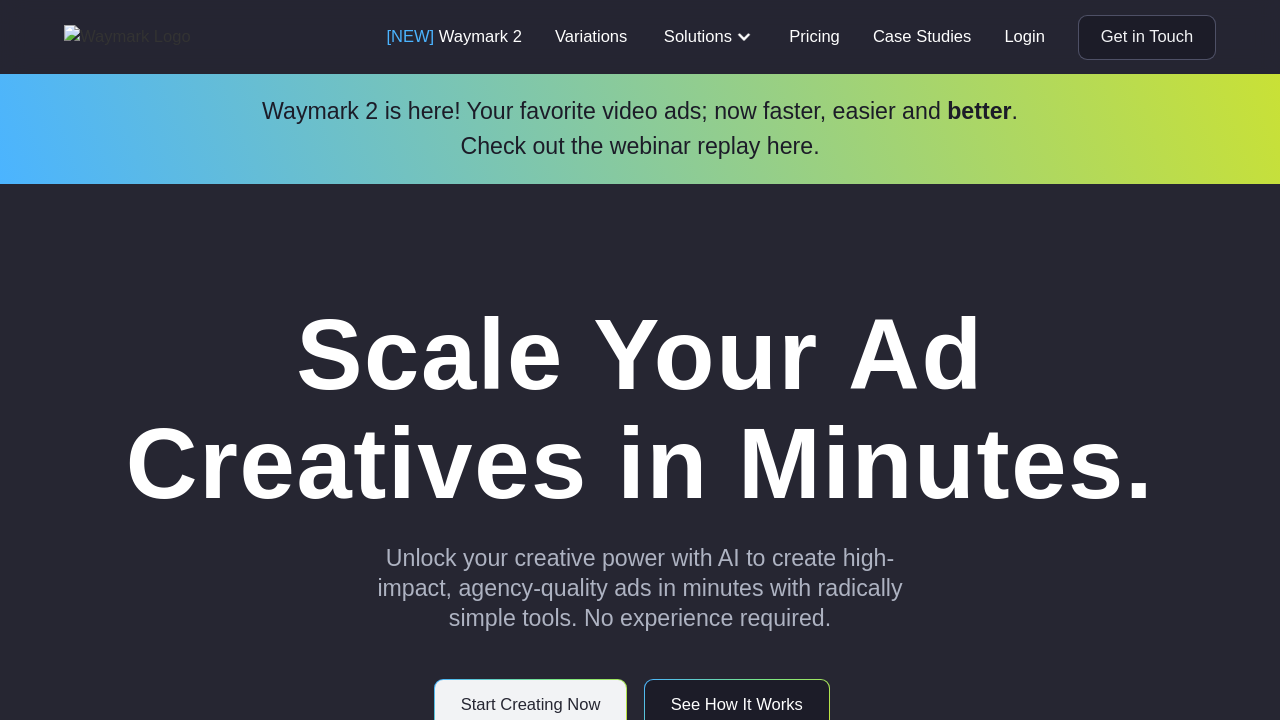 Waymark Logo
[NEW] Waymark 2
Variations
Solutions
Pricing
Case Studies
Login
Get in Touch
Waymark 2 is here! Your favorite video ads; now faster, easier and better.
Check out the webinar replay here.
Scale Your Ad
Creatives in Minutes.
Unlock your creative power with AI to create high-
impact, agency-quality ads in minutes with radically
simple tools. No experience required.
Start Creating Now
See How It Works